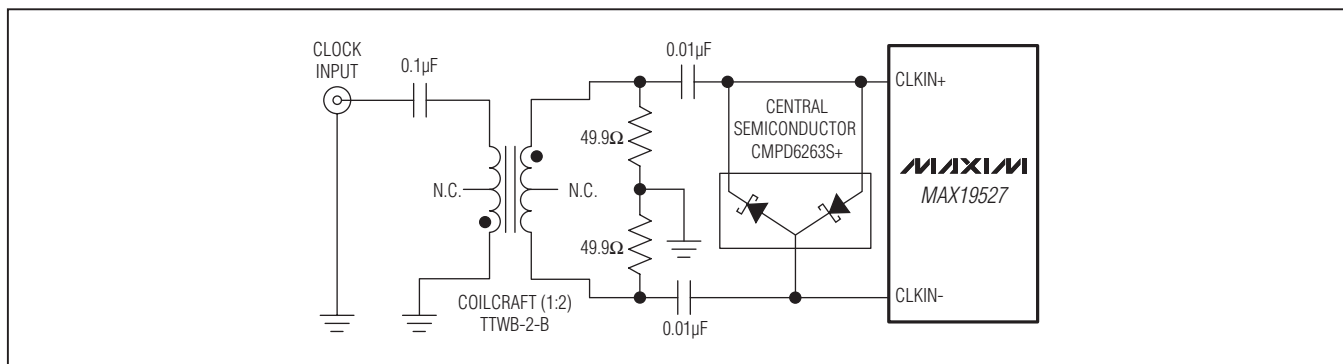 CLOCK
INPUT
0.1µF
N.C.
N.C.
COILCRAFT (1:2)
TTWB-2-B
0.01µF
49.9Ω
49.9Ω
0.01µF
CENTRAL
SEMICONDUCTOR
CMPD6263S+
CLKIN+
MAXIM
MAX19527
CLKIN-